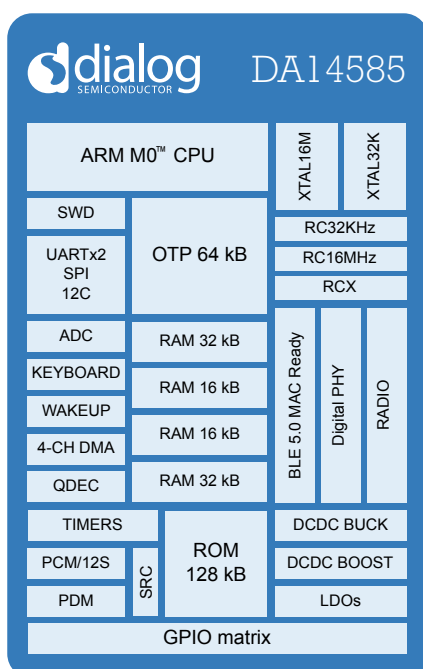 dialog
SEMICONDUCTOR
DA14585
ARM M0™ CPU
XTAL16M
XTAL32K
SWD
UARTx2
SPI
12C
OTP 64 kB
RC32KHz
RC16MHz
RCX
ADC
KEYBOARD
WAKEUP
4-CH DMA
QDEC
RAM 32 kB
RAM 16 kB
RAM 16 kB
RAM 32 kB
BLE 5.0 MAC Ready
Digital PHY
RADIO
TIMERS
PCM/12S
PDM
SRC
ROM
128 kB
DCDC BUCK
DCDC BOOST
LDOs
GPIO matrix